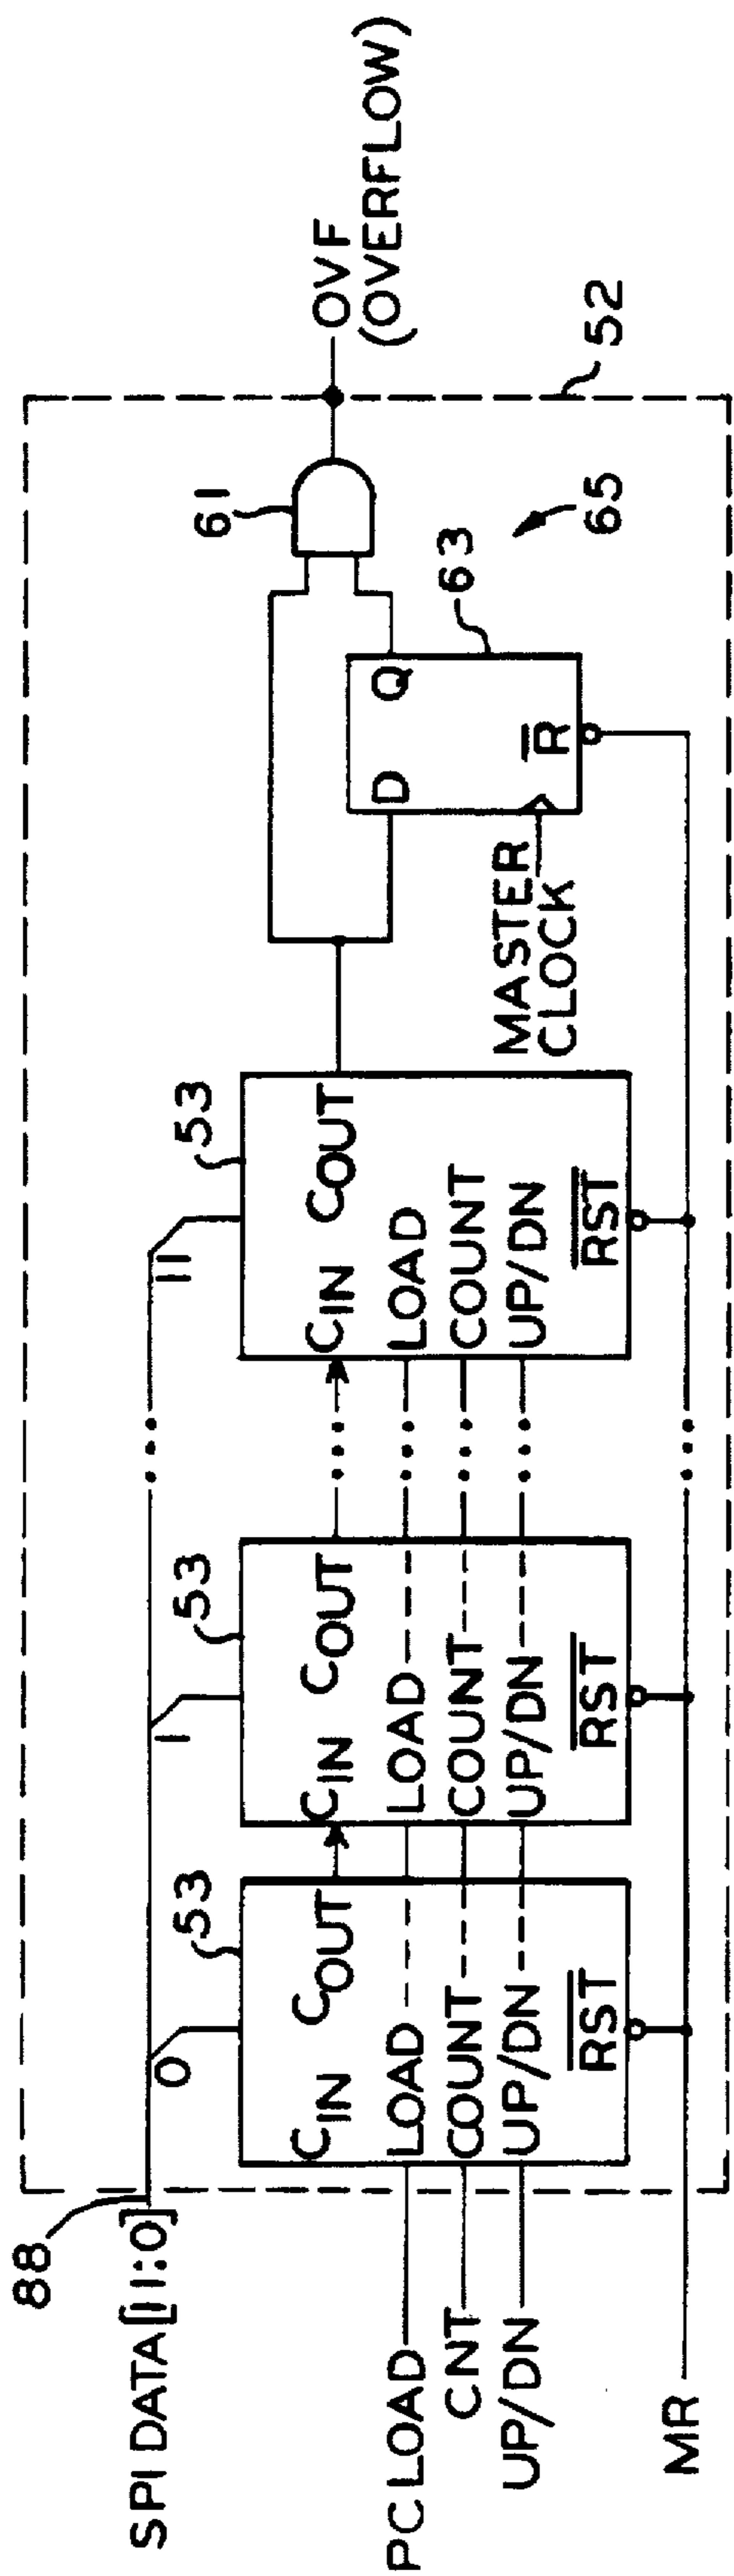 88
SPI DATA [11:0]
0
1
11
53
53
53
61
CIN COUT
CIN COUT
CIN COUT
LOAD
LOAD
LOAD
COUNT
COUNT
COUNT
UP/DN
UP/DN
UP/DN
RST
RST
RST
PC LOAD
CNT
UP/DN
MR
MASTER
CLOCK
D
Q
R
63
65
OVF
(OVERFLOW)
52